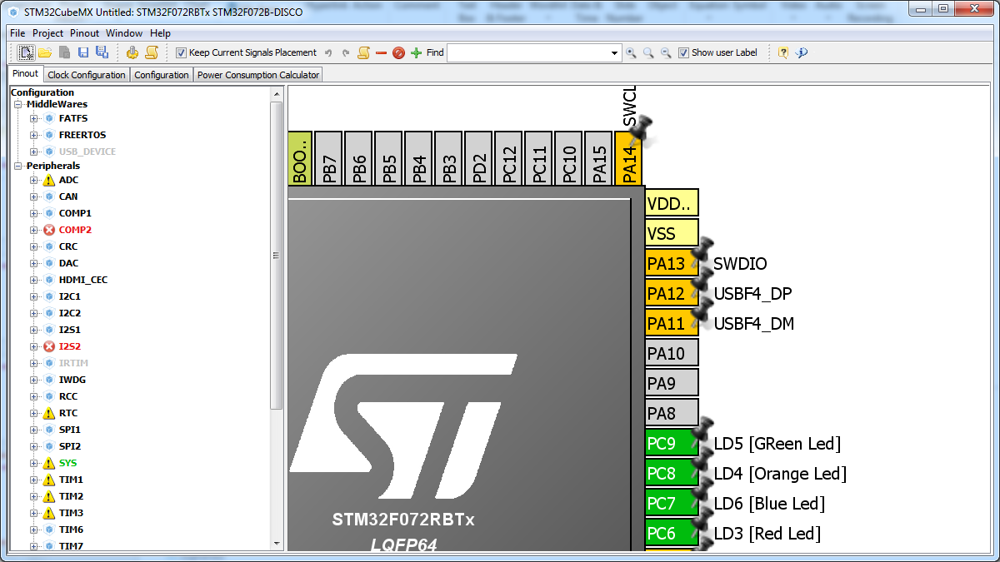 STM32CubeMX Untitled: STM32F072RBTx STM32F072B-DISCO
File Project Pinout Window Help
Keep Current Signals Placement Find Show user Label
Pinout Clock Configuration Configuration Power Consumption Calculator
Configuration
MiddleWares
FATFS
FREERTOS
USB_DEVICE
Peripherals
ADC
CAN
COMP1
COMP2
CRC
DAC
HDMI_CEC
I2C1
I2C2
I2S1
I2S2
IRTIM
IWDG
RCC
RTC
SPI1
SPI2
SYS
TIM1
TIM2
TIM3
TIM6
TIM7
SWCL
BOO.. PB7 PB6 PB5 PB4 PB3 PD2 PC12 PC11 PC10 PA15 PA14
VDD..
VSS
PA13 SWDIO
PA12 USBF4_DP
PA11 USBF4_DM
PA10
PA9
PA8
PC9 LD5 [GReen Led]
PC8 LD4 [Orange Led]
PC7 LD6 [Blue Led]
PC6 LD3 [Red Led]
ST
STM32F072RBTx
LQFP64